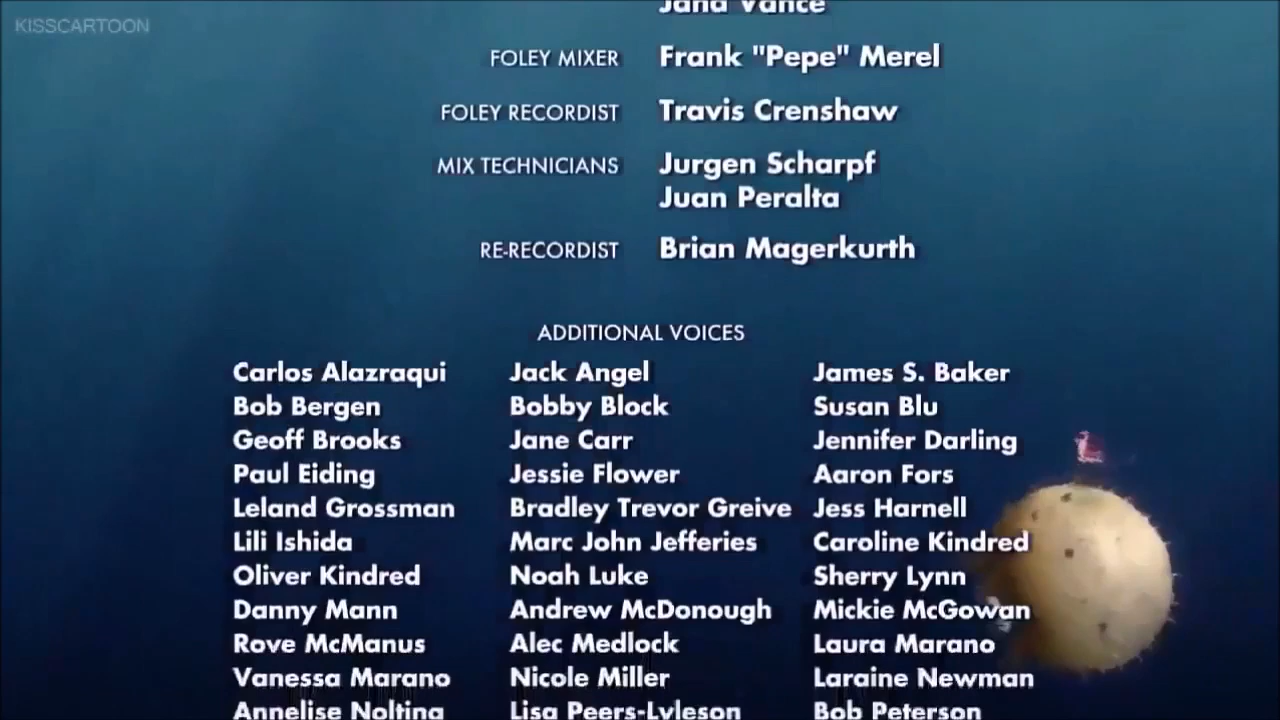 KISSCARTOON
Jana Vance
FOLEY MIXER Frank "Pepe" Merel
FOLEY RECORDIST Travis Crenshaw
MIX TECHNICIANS Jurgen Scharpf
Juan Peralta
RE-RECORDIST Brian Magerkurth
ADDITIONAL VOICES
Carlos Alazraqui Jack Angel James S. Baker
Bob Bergen Bobby Block Susan Blu
Geoff Brooks Jane Carr Jennifer Darling
Paul Eiding Jessie Flower Aaron Fors
Leland Grossman Bradley Trevor Greive Jess Harnell
Lili Ishida Marc John Jefferies Caroline Kindred
Oliver Kindred Noah Luke Sherry Lynn
Danny Mann Andrew McDonough Mickie McGowan
Rove McManus Alec Medlock Laura Marano
Vanessa Marano Nicole Miller Laraine Newman
Annelise Nolting Lisa Peers-Lyleson Bob Peterson